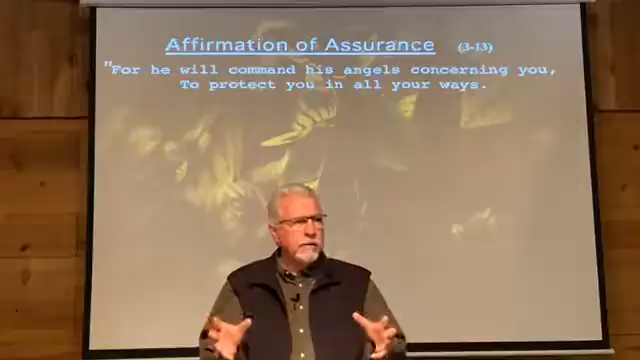 Affirmation of Assurance (3-13)
"For he will command his angels concerning you,
To protect you in all your ways.